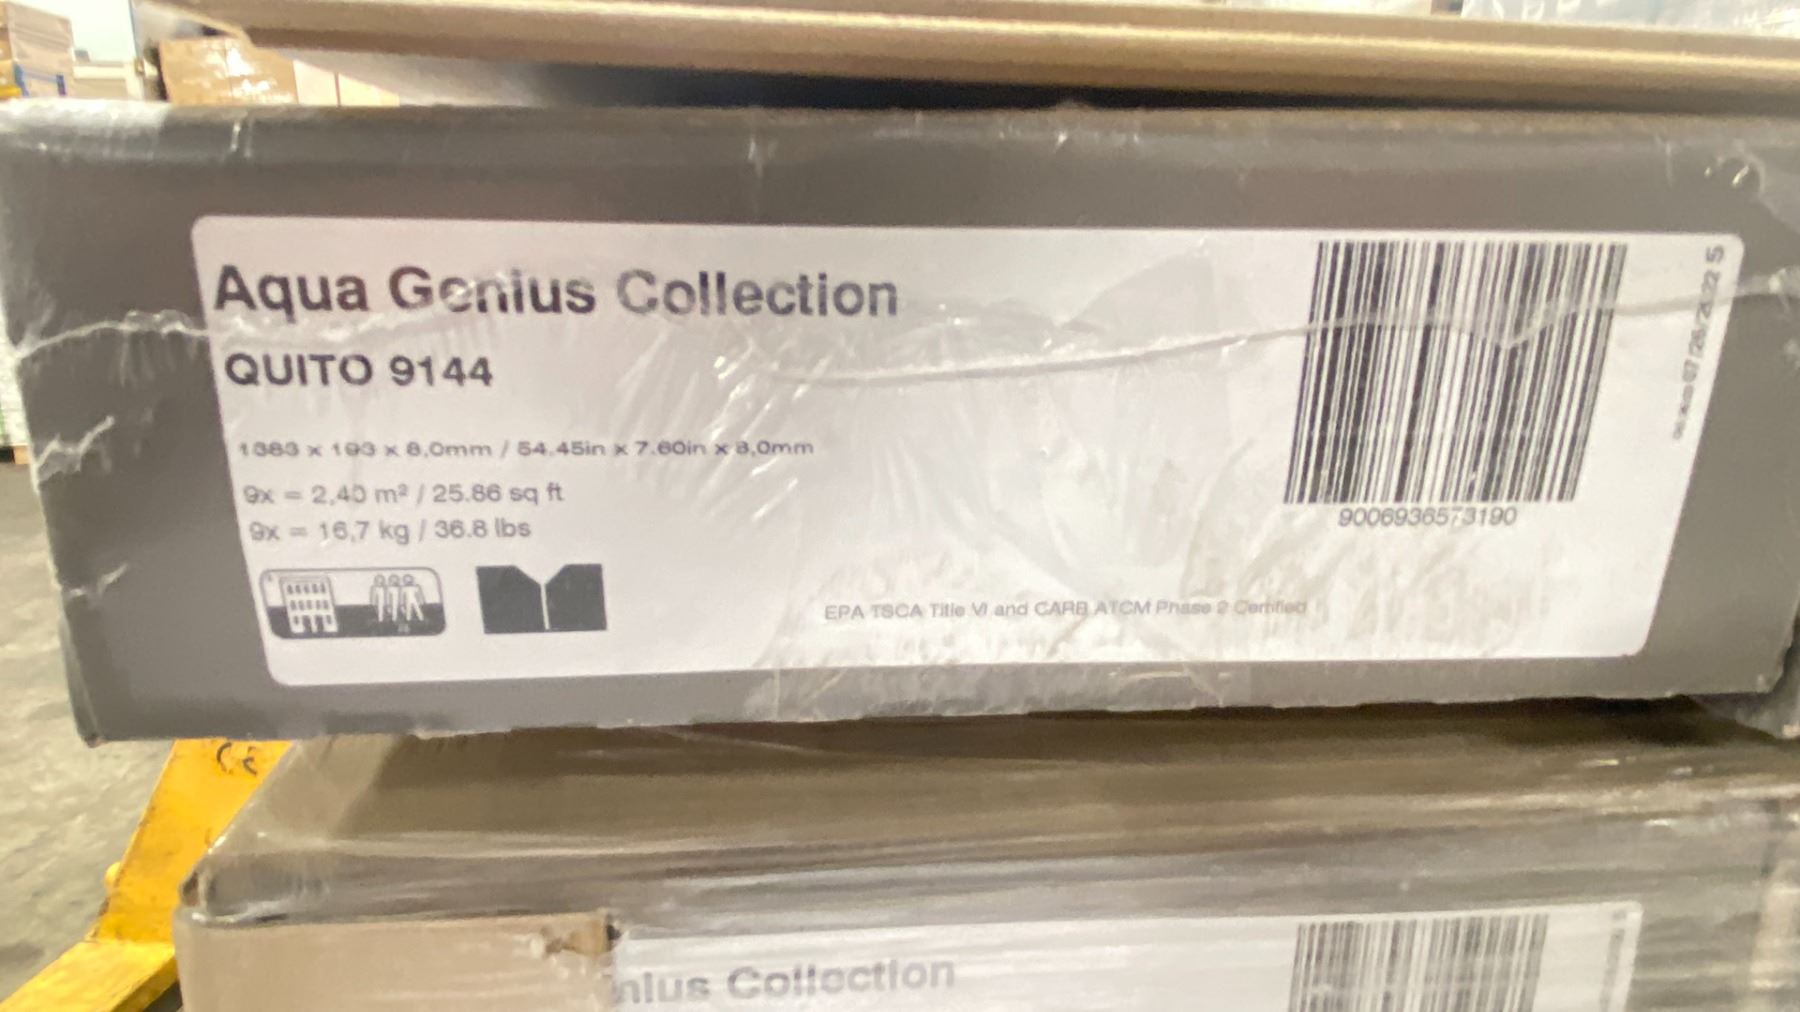 Aqua Genius Collection
QUITO 9144
1383 x 193 x 8,0mm / 54.45in x 7.60in x 8,0mm
9x = 2,40 m² / 25.86 sq ft
9x = 16,7 kg / 36.8 lbs
9006936573190
EPA TSCA Title VI and CARB ATCM Phase 2 Certified
CE
nius Collection